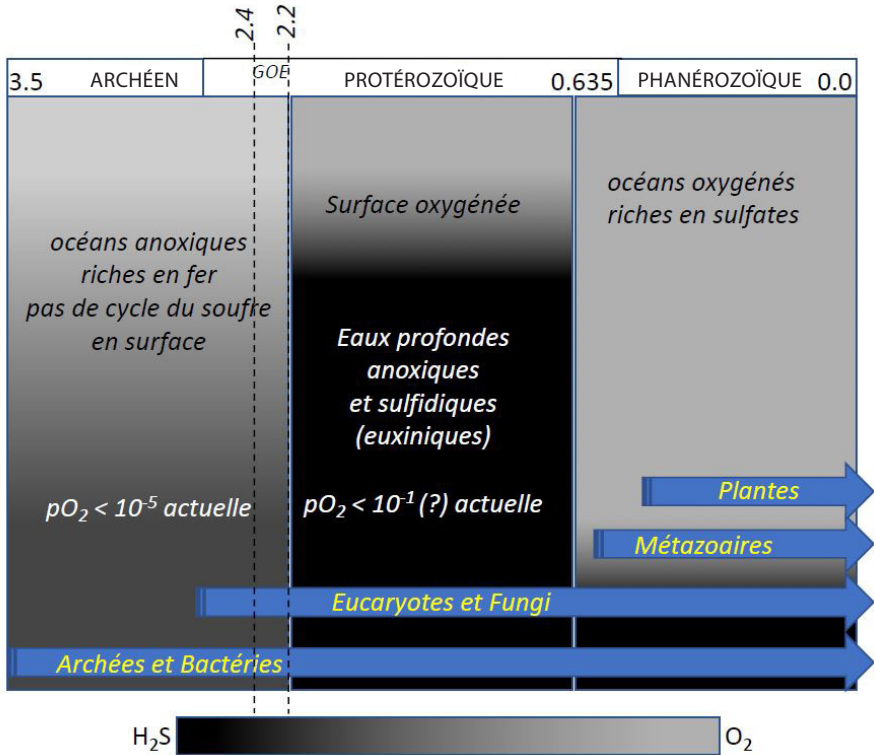 2.4
2.2
3.5 ARCHÉEN GOE PROTÉROZOÏQUE 0.635 PHANÉROZOÏQUE 0.0
océans anoxiques
riches en fer
pas de cycle du soufre
en surface
pO₂ < 10⁻⁵ actuelle
Surface oxygénée
Eaux profondes
anoxiques
et sulfidiques
(euxiniques)
pO₂ < 10⁻¹ (?) actuelle
océans oxygénés
riches en sulfates
Plantes
Métazoaires
Eucaryotes et Fungi
Archées et Bactéries
H₂S O₂